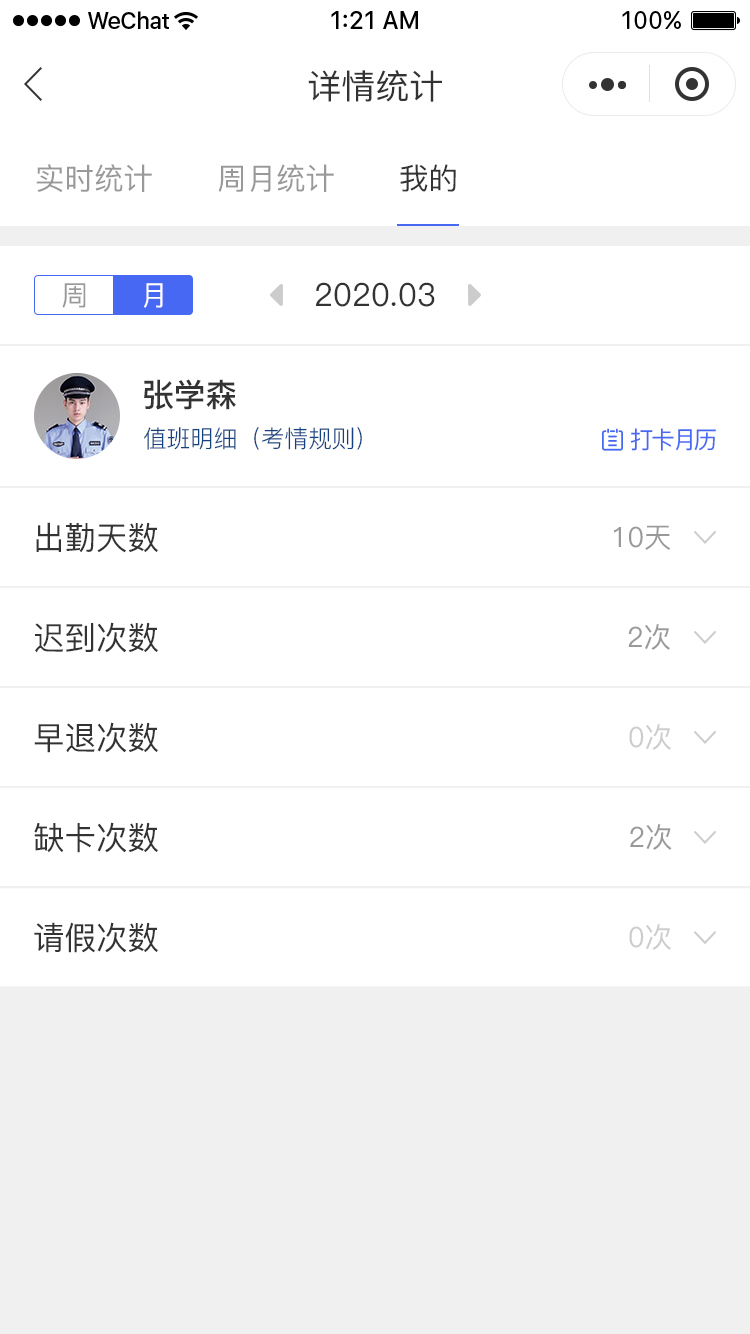 WeChat 1:21 AM 100%
详情统计
实时统计 周月统计 我的
周 月 2020.03
张学森
值班明细（考情规则） 打卡月历
出勤天数 10天
迟到次数 2次
早退次数 0次
缺卡次数 2次
请假次数 0次